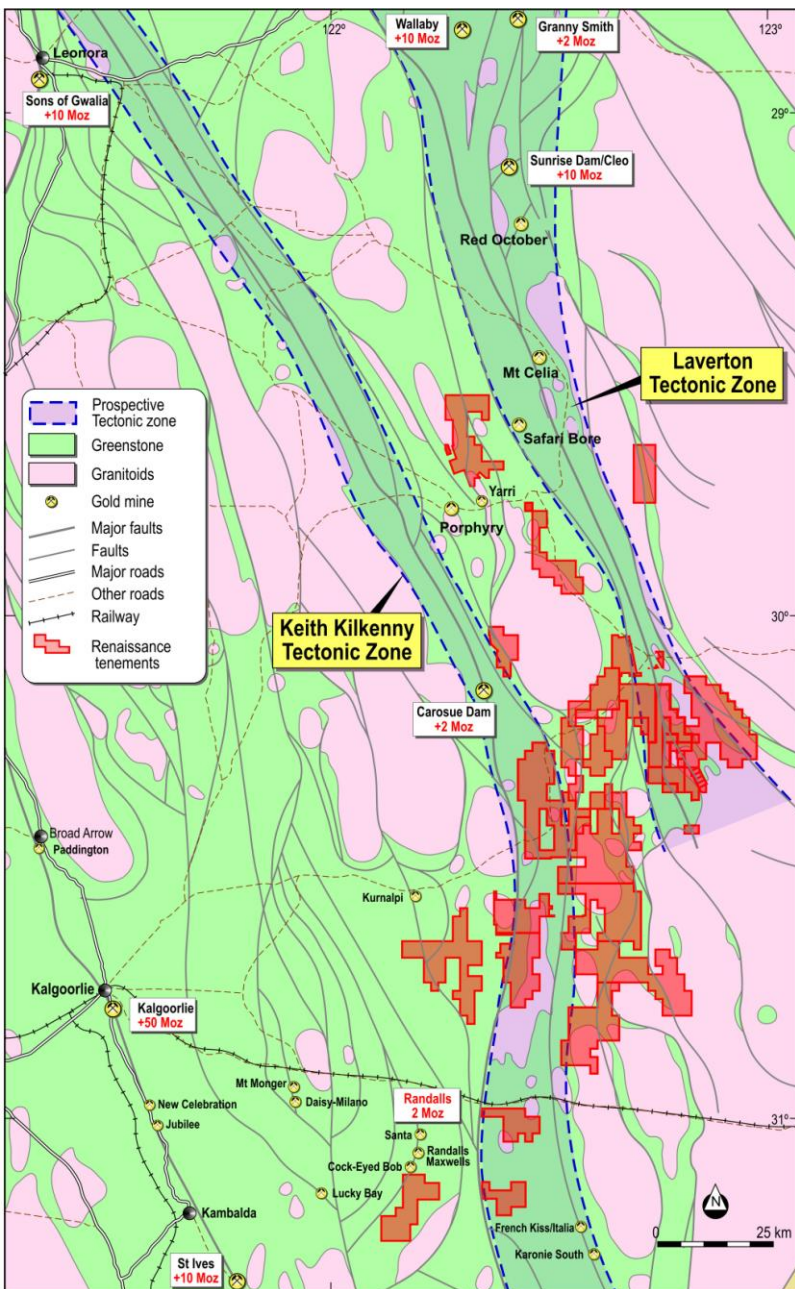 122°
123°
Wallaby
+10 Moz
Granny Smith
+2 Moz
Leonora
Sons of Gwalia
+10 Moz
29°
Sunrise Dam/Cleo
+10 Moz
Red October
Laverton
Tectonic Zone
Mt Celia
Safari Bore
Yarri
Porphyry
Prospective
Tectonic zone
Greenstone
Granitoids
Gold mine
Major faults
Faults
Major roads
Other roads
Railway
Renaissance
tenements
Keith Kilkenny
Tectonic Zone
30°
Carosue Dam
+2 Moz
Broad Arrow
Paddington
Kurnalpi
Kalgoorlie
Kalgoorlie
+50 Moz
Mt Monger
Daisy-Milano
New Celebration
Jubilee
Randalls
2 Moz
Santa
Randalls
Maxwells
Cock-Eyed Bob
Lucky Bay
31°
Kambalda
French Kiss/Italia
Karonie South
St Ives
+10 Moz
N
0 25 km